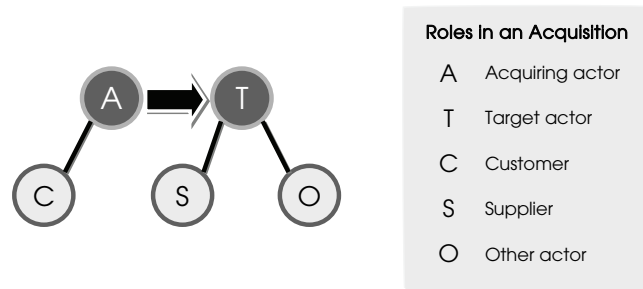 A T
C S O
Roles in an Acquisition
A Acquiring actor
T Target actor
C Customer
S Supplier
O Other actor